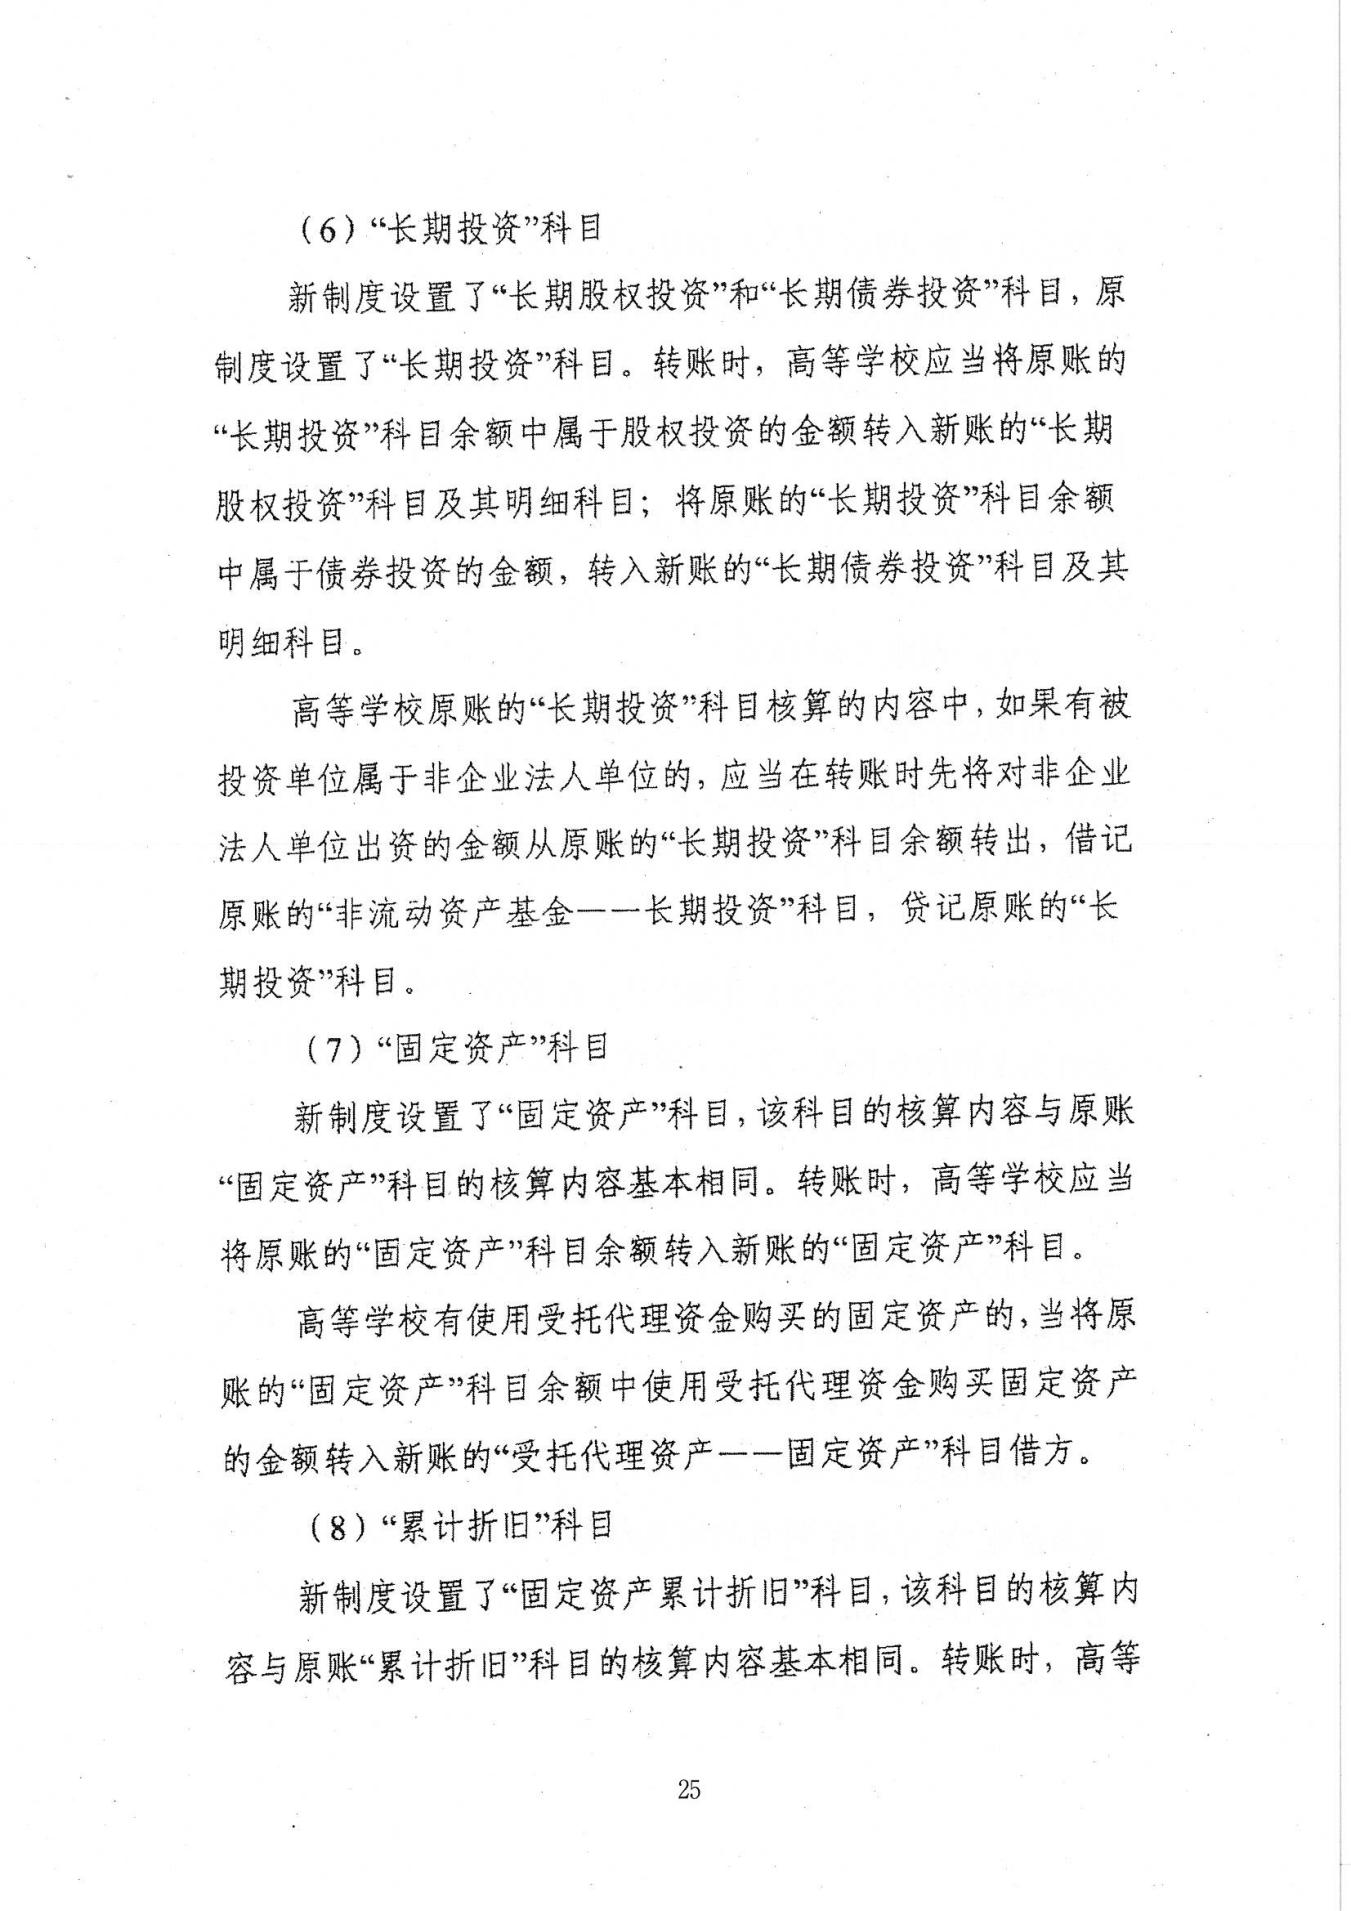 （6）“长期投资”科目
新制度设置了“长期股权投资”和“长期债券投资”科目，原
制度设置了“长期投资”科目。转账时，高等学校应当将原账的
“长期投资”科目余额中属于股权投资的金额转入新账的“长期
股权投资”科目及其明细科目；将原账的“长期投资”科目余额
中属于债券投资的金额，转入新账的“长期债券投资”科目及其
明细科目。
高等学校原账的“长期投资”科目核算的内容中，如果有被
投资单位属于非企业法人单位的，应当在转账时先将对非企业
法人单位出资的金额从原账的“长期投资”科目余额转出，借记
原账的“非流动资产基金——长期投资”科目，贷记原账的“长
期投资”科目。
（7）“固定资产”科目
新制度设置了“固定资产”科目，该科目的核算内容与原账
“固定资产”科目的核算内容基本相同。转账时，高等学校应当
将原账的“固定资产”科目余额转入新账的“固定资产”科目。
高等学校有使用受托代理资金购买的固定资产的，当将原
账的“固定资产”科目余额中使用受托代理资金购买固定资产
的金额转入新账的“受托代理资产——固定资产”科目借方。
（8）“累计折旧”科目
新制度设置了“固定资产累计折旧”科目，该科目的核算内
容与原账“累计折旧”科目的核算内容基本相同。转账时，高等
25